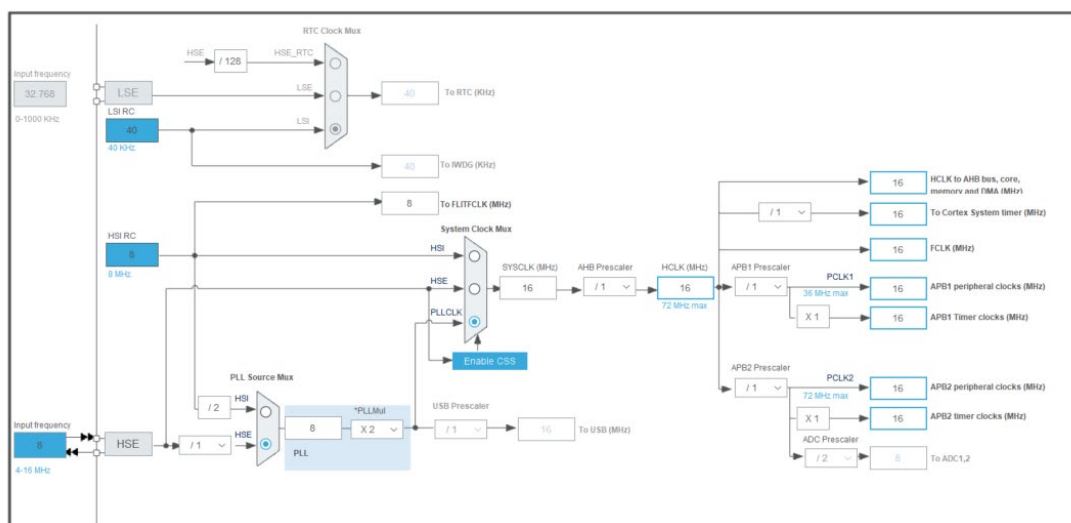 RTC Clock Mux
HSE
/ 128
HSE_RTC
Input frequency
32.768
0-1000 KHz
LSE
LSE
40
To RTC (KHz)
LSI RC
40
40 KHz
LSI
40
To IWDG (KHz)
8
To FLITFCLK (MHz)
HSI RC
8
8 MHz
System Clock Mux
HSI
HSE
PLLCLK
SYSCLK (MHz)
16
AHB Prescaler
/ 1
HCLK (MHz)
16
72 MHz max
16
HCLK to AHB bus, core,
memory and DMA (MHz)
/ 1
16
To Cortex System timer (MHz)
16
FCLK (MHz)
APB1 Prescaler
/ 1
PCLK1
36 MHz max
16
APB1 peripheral clocks (MHz)
X 1
16
APB1 Timer clocks (MHz)
Enable CSS
APB2 Prescaler
/ 1
PCLK2
72 MHz max
16
APB2 peripheral clocks (MHz)
X 1
16
APB2 timer clocks (MHz)
ADC Prescaler
/ 2
8
To ADC1,2
PLL Source Mux
/ 2
HSI
Input frequency
8
4-16 MHz
HSE
/ 1
HSE
8
*PLLMul
X 2
PLL
USB Prescaler
/ 1
16
To USB (MHz)